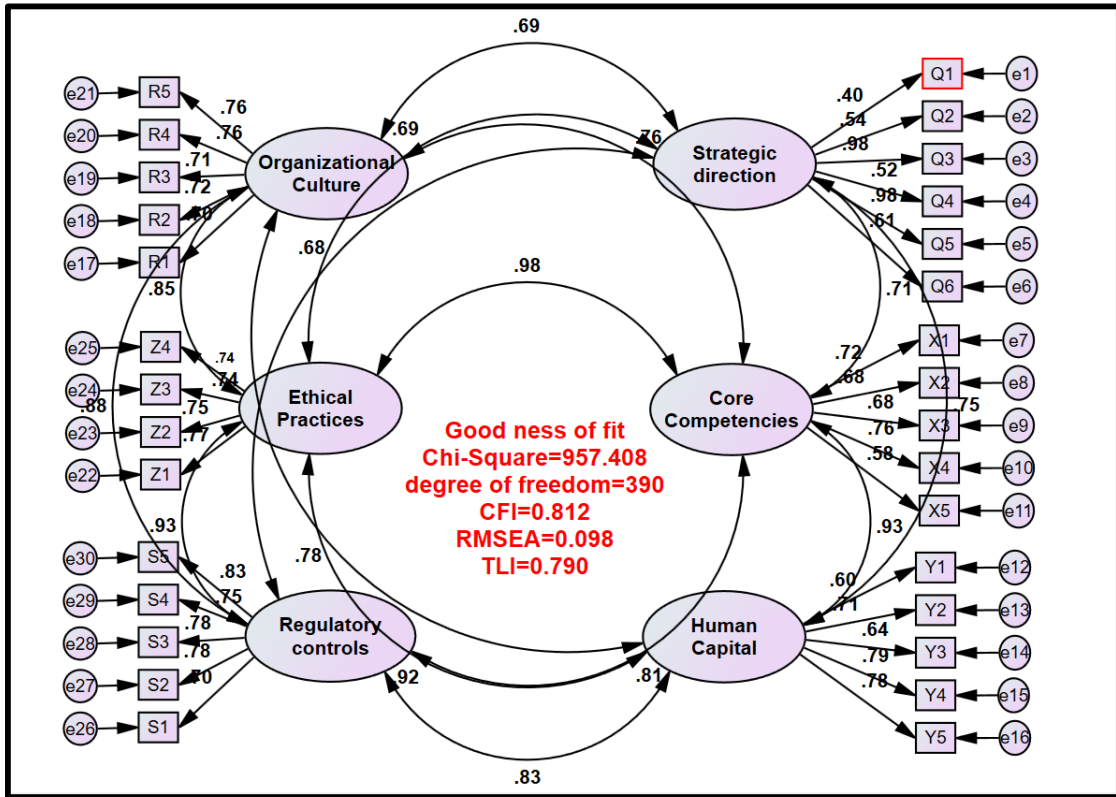 .69
e21 R5 .76
e20 R4 .76
e19 R3 .71
e18 R2 .72
e17 R1 .70
Organizational
Culture
.69
.76
Strategic
direction
.40 Q1 e1
.54 Q2 e2
.98 Q3 e3
.52 Q4 e4
.98 Q5 e5
.61 Q6 e6
.68
.85
.98
.71
e25 Z4 .74
e24 Z3 .74
e23 Z2 .75
e22 Z1 .77
.88
Ethical
Practices
Core
Competencies
.72 X1 e7
.68 X2 e8
.68 X3 e9
.76 X4 e10
.58 X5 e11
.75
Good ness of fit
Chi-Square=957.408
degree of freedom=390
CFI=0.812
RMSEA=0.098
TLI=0.790
.93
.78
.93
e30 S5 .83
e29 S4 .75
e28 S3 .78
e27 S2 .78
e26 S1 .70
Regulatory
controls
.92
.81
Human
Capital
.60 Y1 e12
.71 Y2 e13
.64 Y3 e14
.79 Y4 e15
.78 Y5 e16
.83